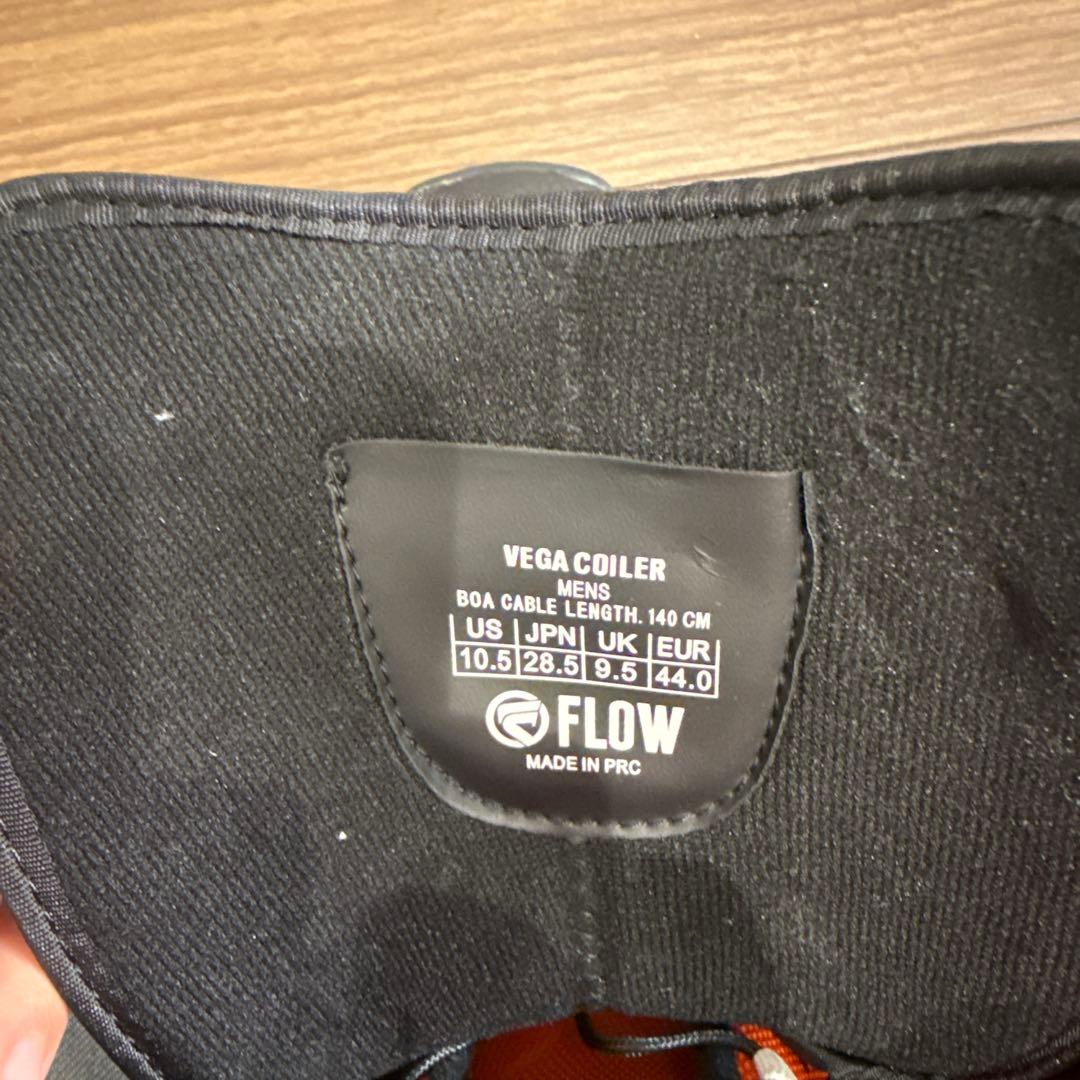 VEGA COILER
MENS
BOA CABLE LENGTH. 140 CM
US JPN UK EUR
10.5 28.5 9.5 44.0
FLOW
MADE IN PRC